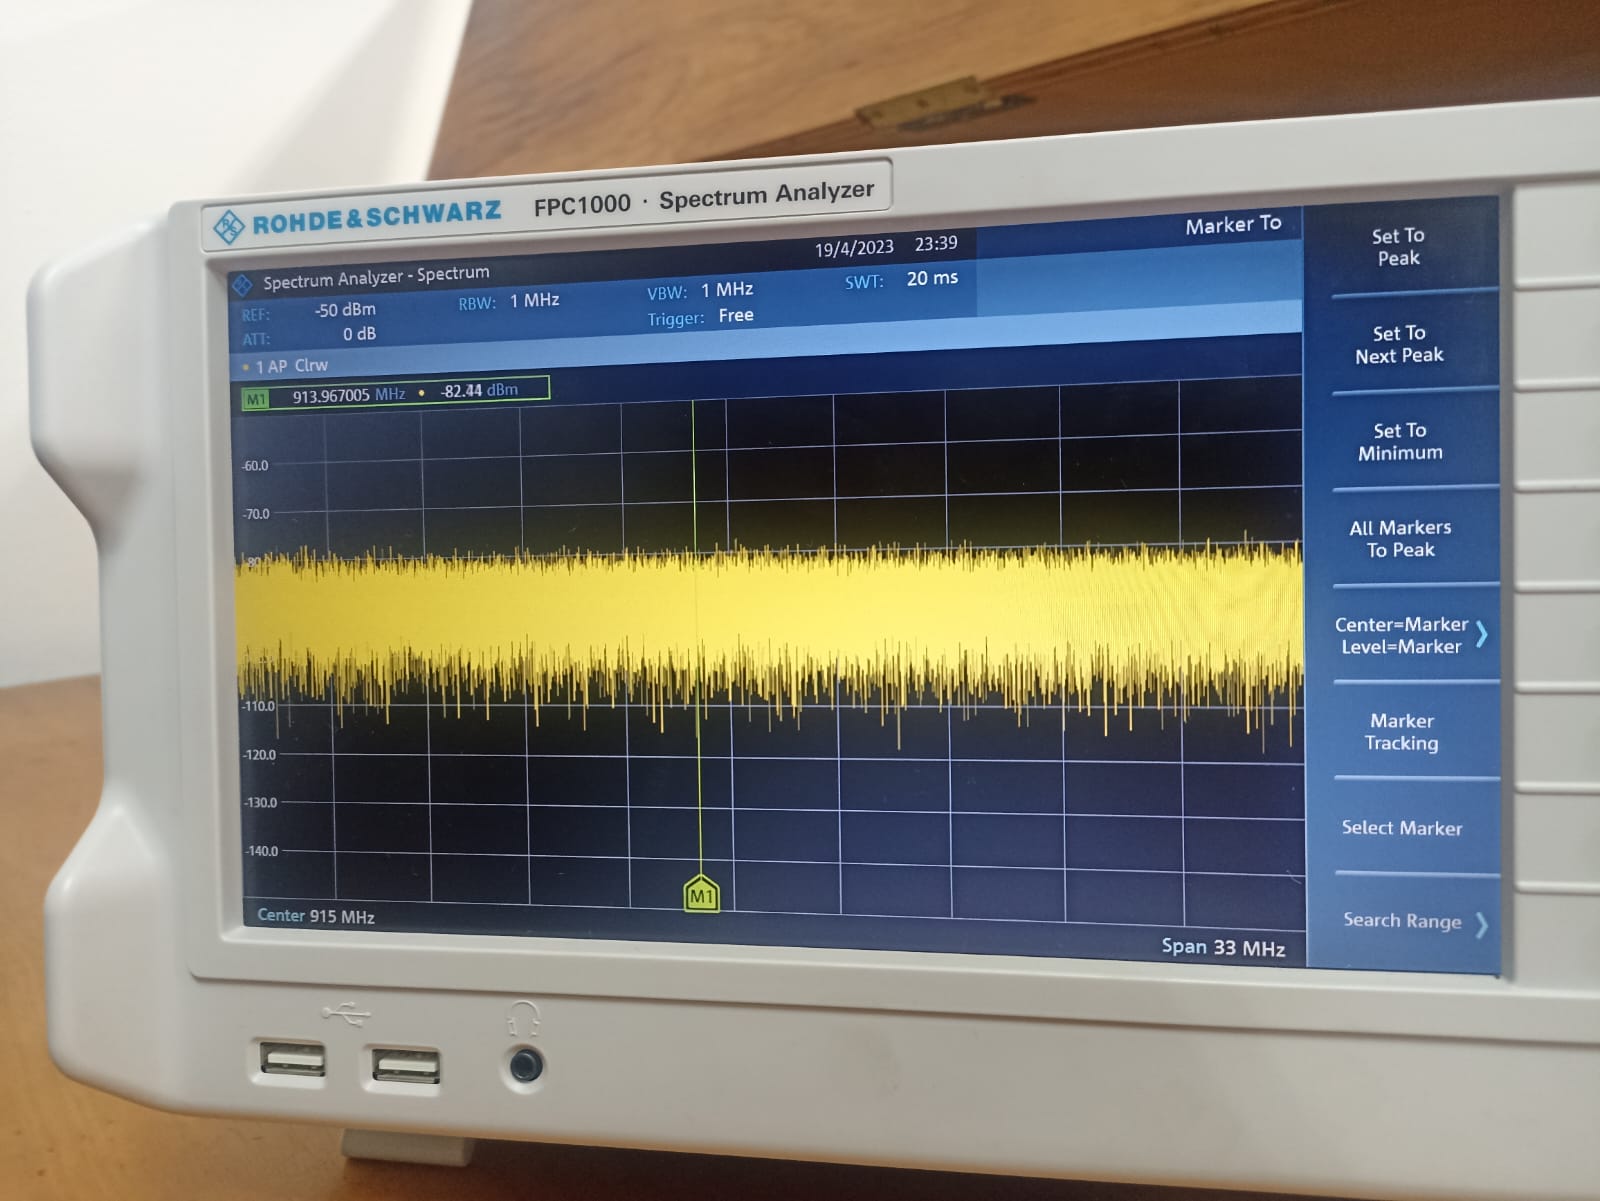 ROHDE&SCHWARZ FPC1000 · Spectrum Analyzer
Spectrum Analyzer - Spectrum 19/4/2023 23:39 Marker To
REF: -50 dBm RBW: 1 MHz VBW: 1 MHz SWT: 20 ms
ATT: 0 dB Trigger: Free
1 AP Clrw
M1 913.967005 MHz • -82.44 dBm
-60.0
-70.0
-110.0
-120.0
-130.0
-140.0
M1
Center 915 MHz
Span 33 MHz
Set To
Peak
Set To
Next Peak
Set To
Minimum
All Markers
To Peak
Center=Marker
Level=Marker
Marker
Tracking
Select Marker
Search Range